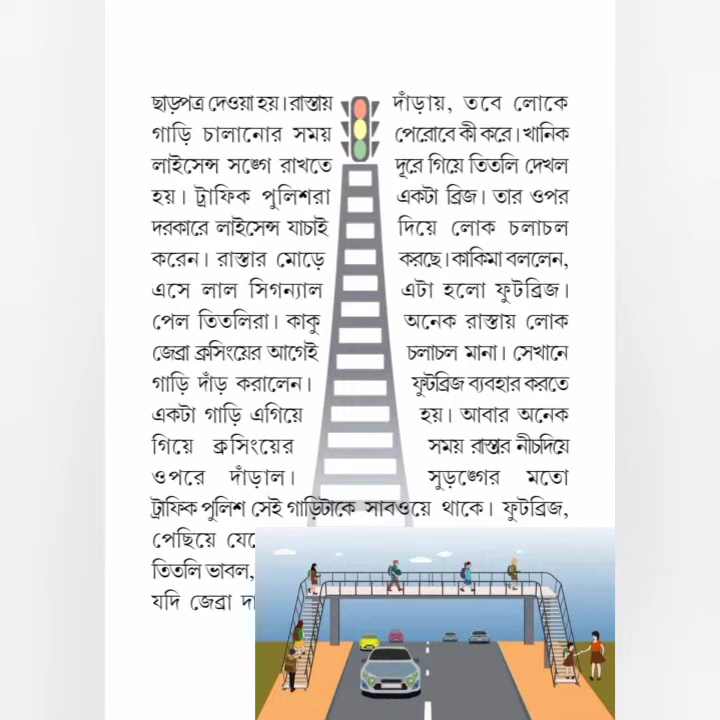 ছাড়পত্র দেওয়া হয়। রাস্তায়
গাড়ি চালানোর সময়
লাইসেন্স সঙ্গে রাখতে
হয়। ট্রাফিক পুলিশরা
দরকারে লাইসেন্স যাচাই
করেন। রাস্তার মোড়ে
এসে লাল সিগন্যাল
পেল তিতলিরা। কাকু
জেব্রা ক্রসিংয়ের আগেই
গাড়ি দাঁড় করালেন।
একটা গাড়ি এগিয়ে
গিয়ে ক্রসিংয়ের
ওপরে দাঁড়াল।
ট্রাফিক পুলিশ সেই গাড়িটাকে
পেছিয়ে যেতে
তিতলি ভাবল,
যদি জেব্রা
দাঁড়ায়, তবে লোকে
পেরোবে কী করে। খানিক
দূরে গিয়ে তিতলি দেখল
একটা ব্রিজ। তার ওপর
দিয়ে লোক চলাচল
করছে। কাকিমা বললেন,
এটা হলো ফুটব্রিজ।
অনেক রাস্তায় লোক
চলাচল মানা। সেখানে
ফুটব্রিজ ব্যবহার করতে
হয়। আবার অনেক
সময় রাস্তার নীচদিয়ে
সুড়ঙ্গের মতো
সাবওয়ে থাকে। ফুটব্রিজ,